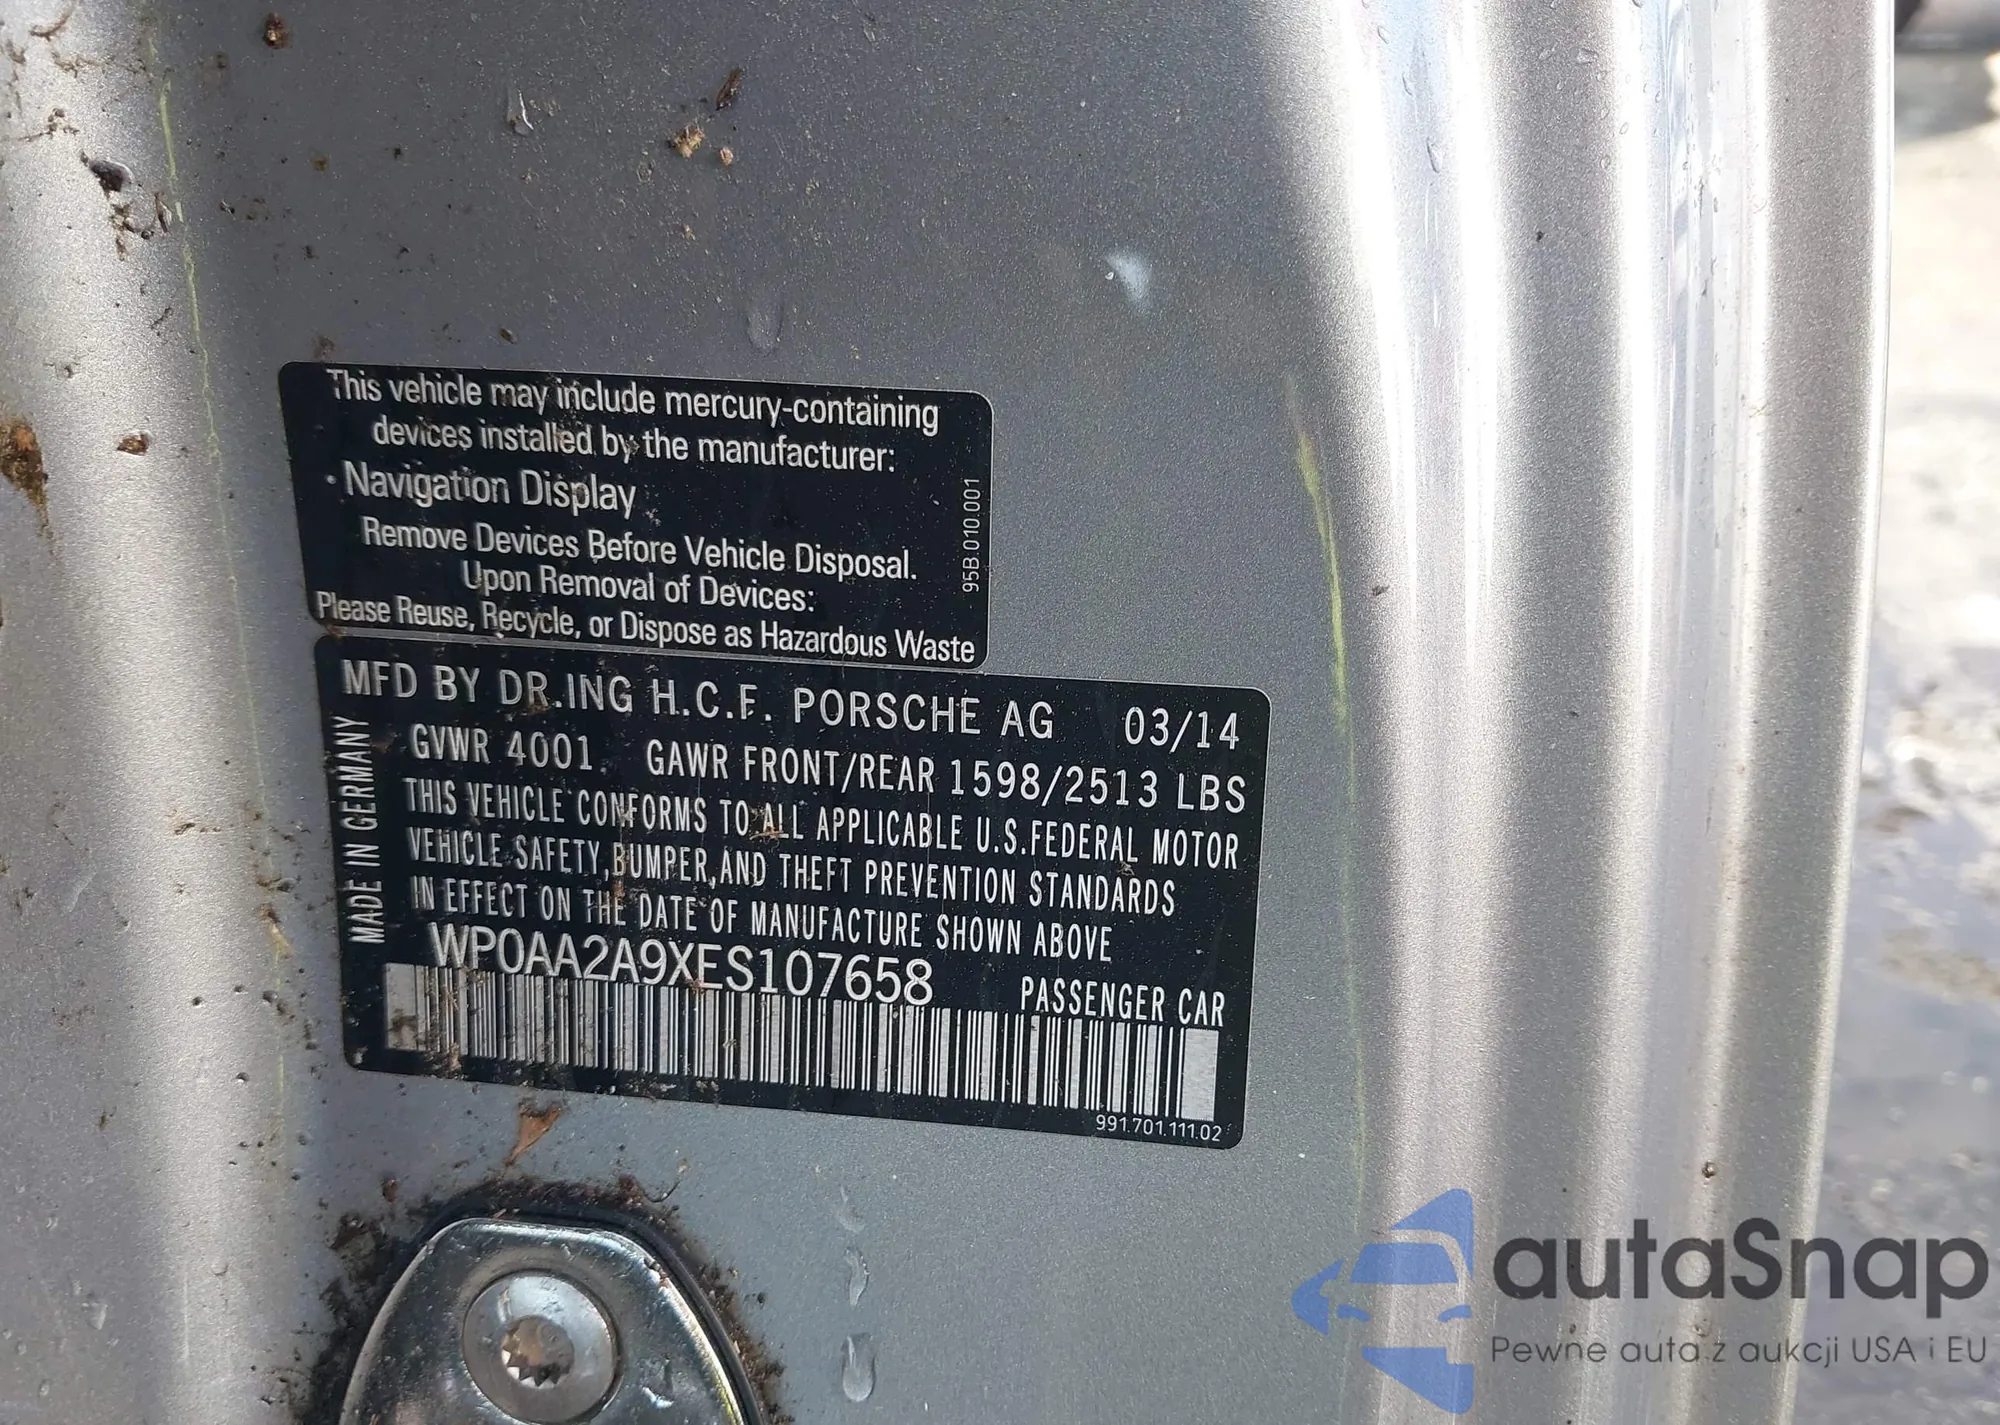 This vehicle may include mercury-containing
devices installed by the manufacturer:
• Navigation Display
Remove Devices Before Vehicle Disposal.
Upon Removal of Devices:
Please Reuse, Recycle, or Dispose as Hazardous Waste
95B.010.001
MFD BY DR.ING H.C.F. PORSCHE AG 03/14
GVWR 4001. GAWR FRONT/REAR 1598/2513 LBS
THIS VEHICLE CONFORMS TO ALL APPLICABLE U.S.FEDERAL MOTOR
VEHICLE SAFETY,BUMPER,AND THEFT PREVENTION STANDARDS
IN EFFECT ON THE DATE OF MANUFACTURE SHOWN ABOVE
WP0AA2A9XES107658 PASSENGER CAR
MADE IN GERMANY
991.701.111.02
autaSnap
Pewne auta z aukcji USA i EU